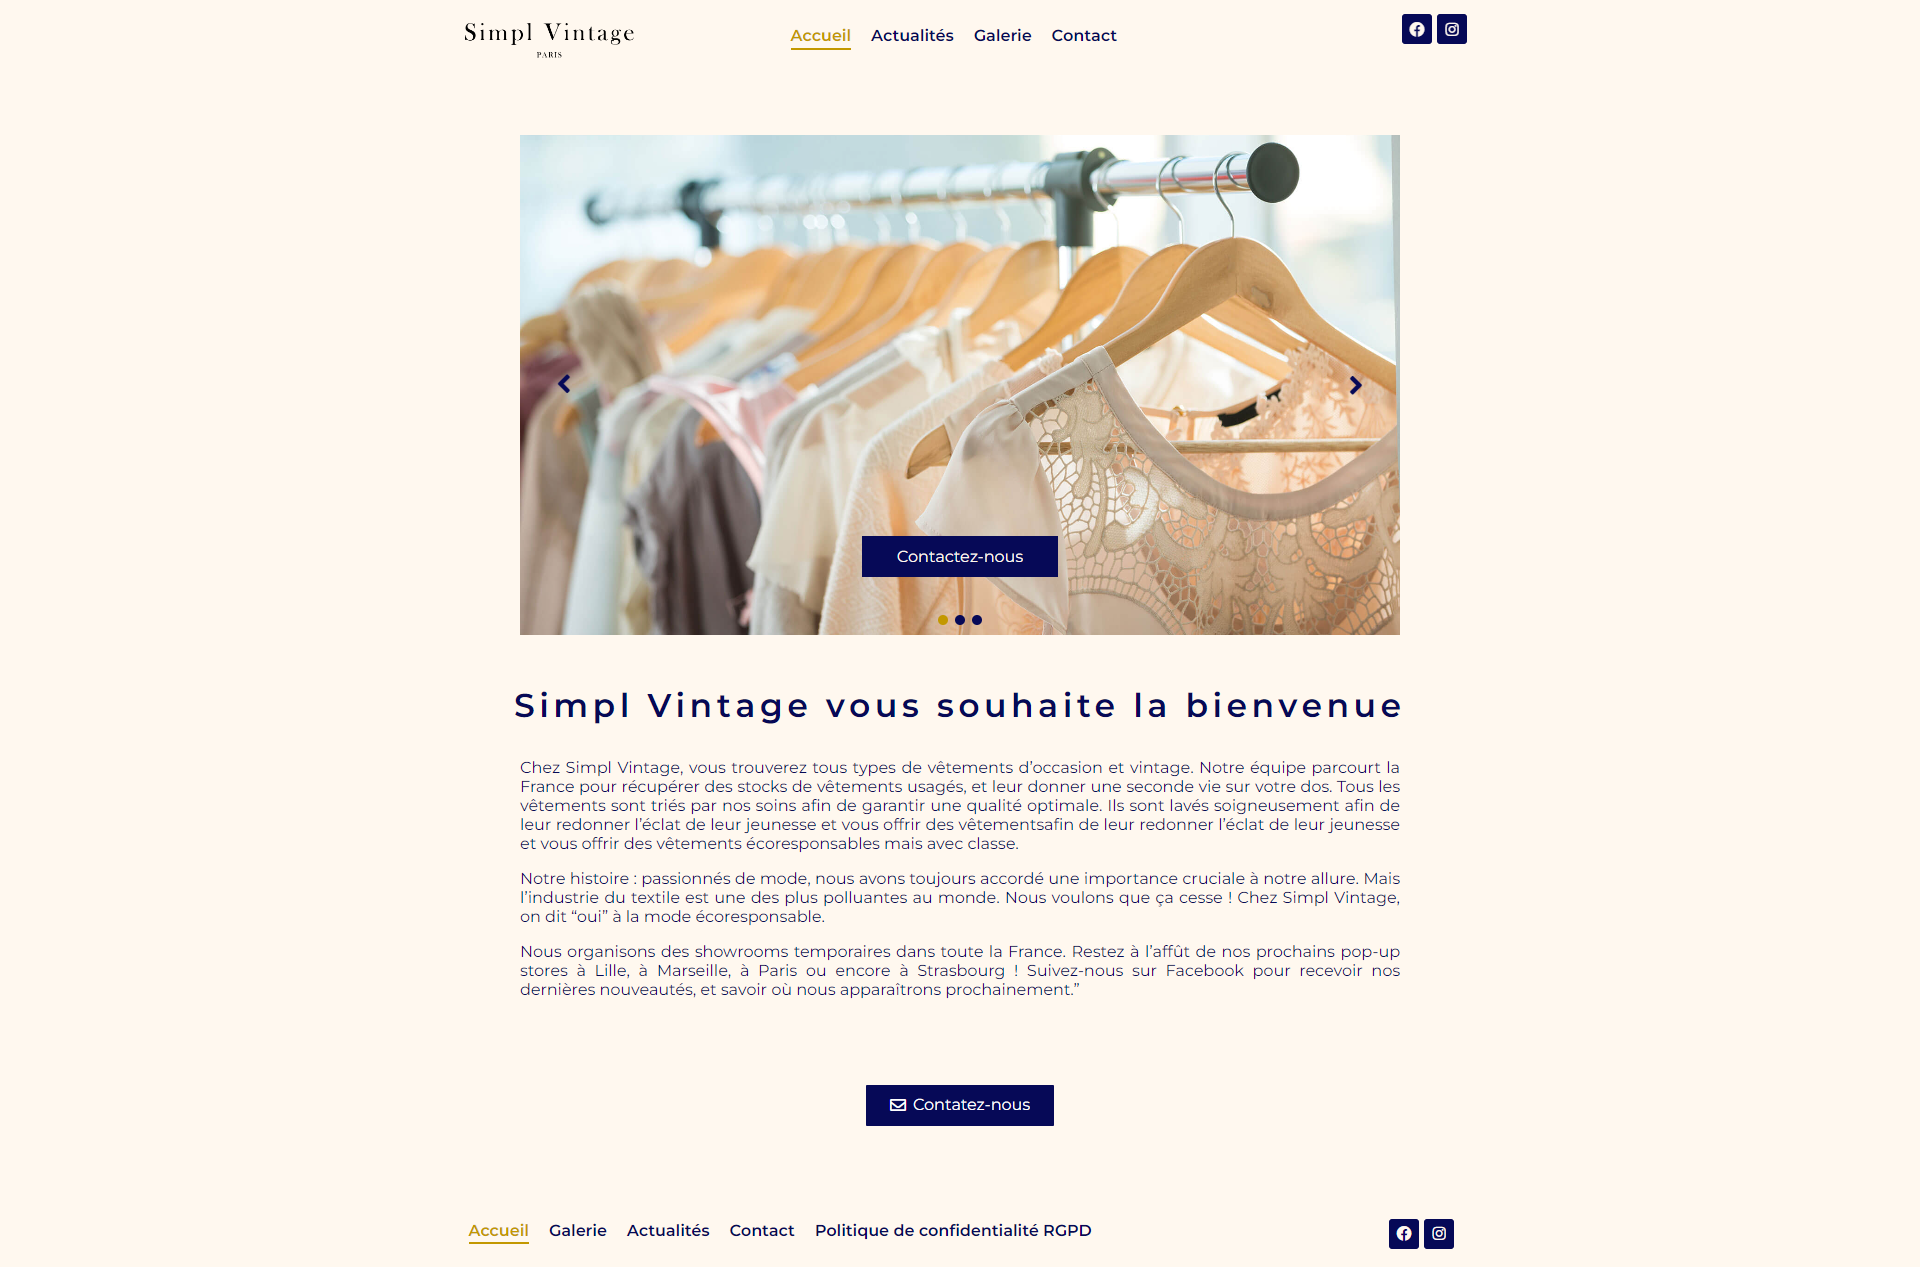 Simpl Vintage
PARIS
Accueil Actualités Galerie Contact
Contactez-nous
Simpl Vintage vous souhaite la bienvenue
Chez Simpl Vintage, vous trouverez tous types de vêtements d’occasion et vintage. Notre équipe parcourt la
France pour récupérer des stocks de vêtements usagés, et leur donner une seconde vie sur votre dos. Tous les
vêtements sont triés par nos soins afin de garantir une qualité optimale. Ils sont lavés soigneusement afin de
leur redonner l’éclat de leur jeunesse et vous offrir des vêtementsafin de leur redonner l’éclat de leur jeunesse
et vous offrir des vêtements écoresponsables mais avec classe.
Notre histoire : passionnés de mode, nous avons toujours accordé une importance cruciale à notre allure. Mais
l’industrie du textile est une des plus polluantes au monde. Nous voulons que ça cesse ! Chez Simpl Vintage,
on dit “oui” à la mode écoresponsable.
Nous organisons des showrooms temporaires dans toute la France. Restez à l’affût de nos prochains pop-up
stores à Lille, à Marseille, à Paris ou encore à Strasbourg ! Suivez-nous sur Facebook pour recevoir nos
dernières nouveautés, et savoir où nous apparaîtrons prochainement.”
Contatez-nous
Accueil Galerie Actualités Contact Politique de confidentialité RGPD